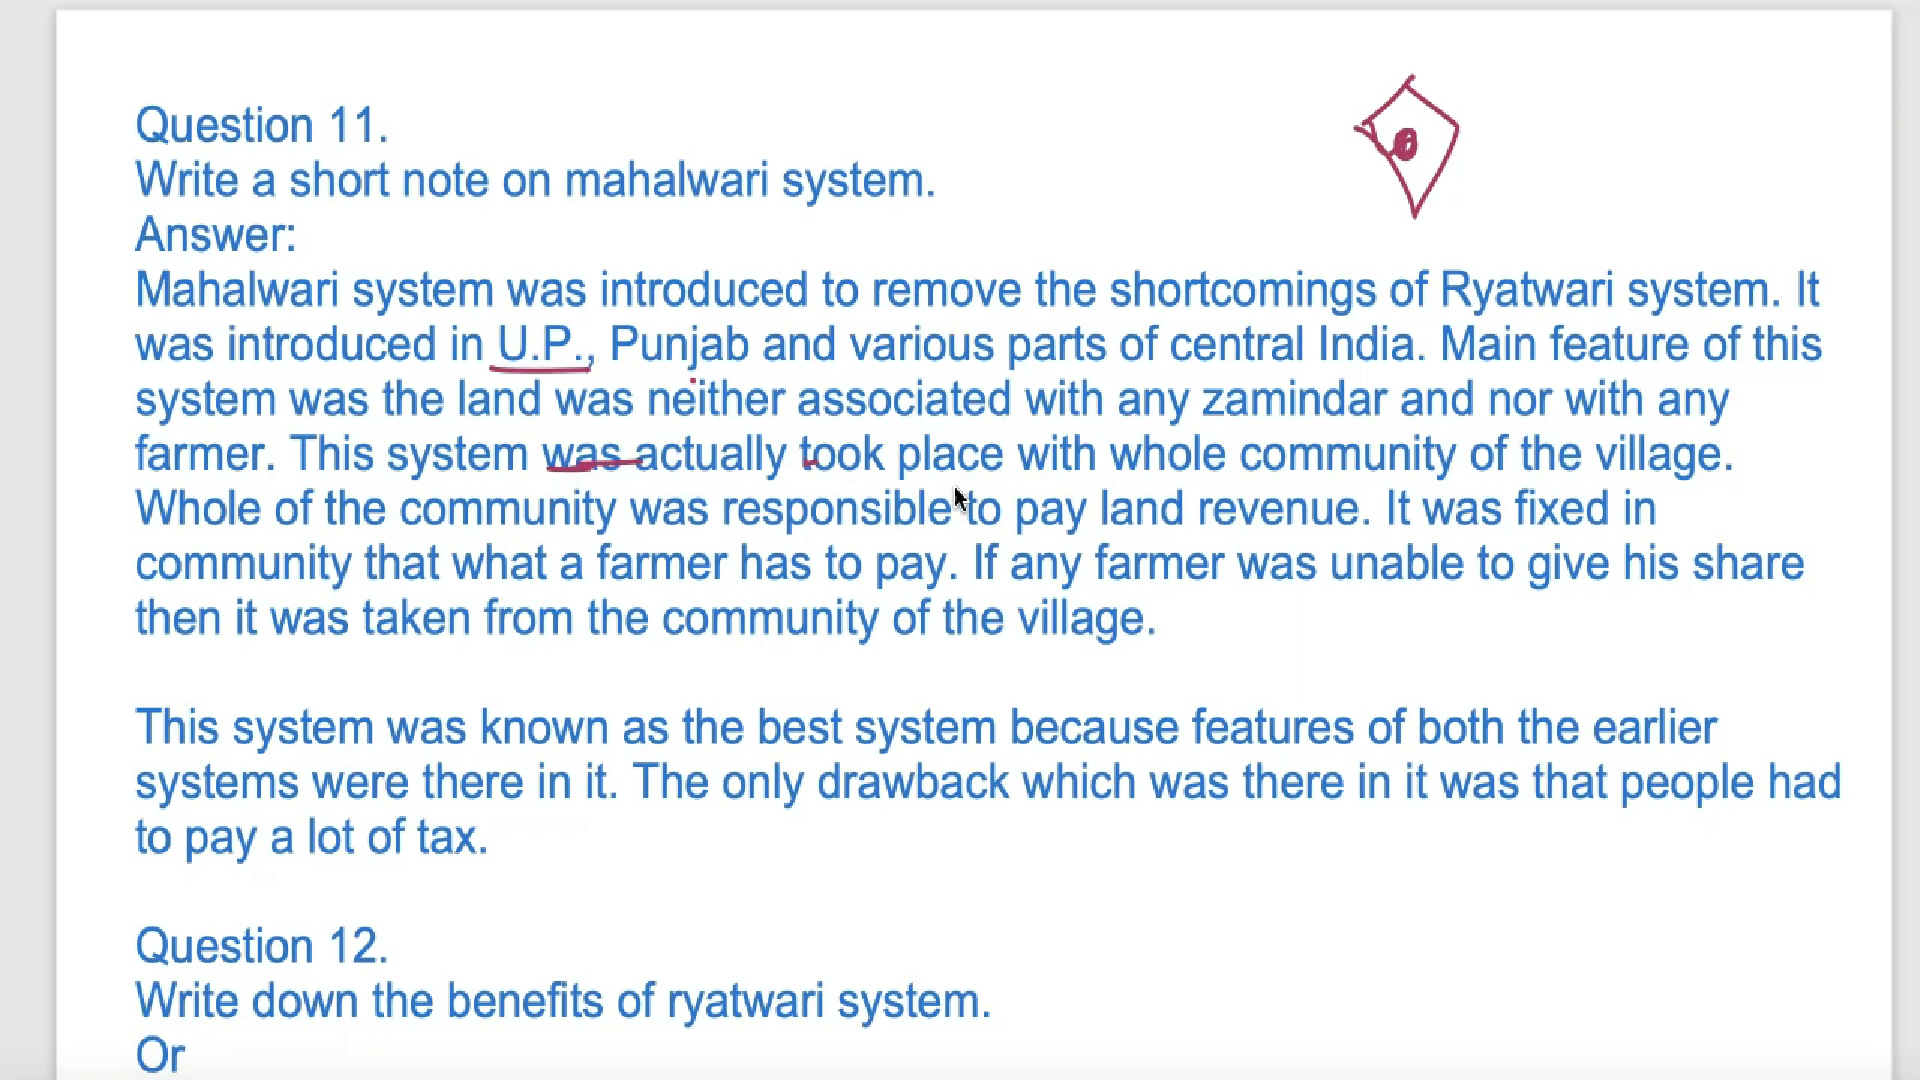 Question 11.
Write a short note on mahalwari system.
Answer:
Mahalwari system was introduced to remove the shortcomings of Ryatwari system. It
was introduced in U.P., Punjab and various parts of central India. Main feature of this
system was the land was neither associated with any zamindar and nor with any
farmer. This system was actually took place with whole community of the village.
Whole of the community was responsible to pay land revenue. It was fixed in
community that what a farmer has to pay. If any farmer was unable to give his share
then it was taken from the community of the village.
This system was known as the best system because features of both the earlier
systems were there in it. The only drawback which was there in it was that people had
to pay a lot of tax.
Question 12.
Write down the benefits of ryatwari system.
Or